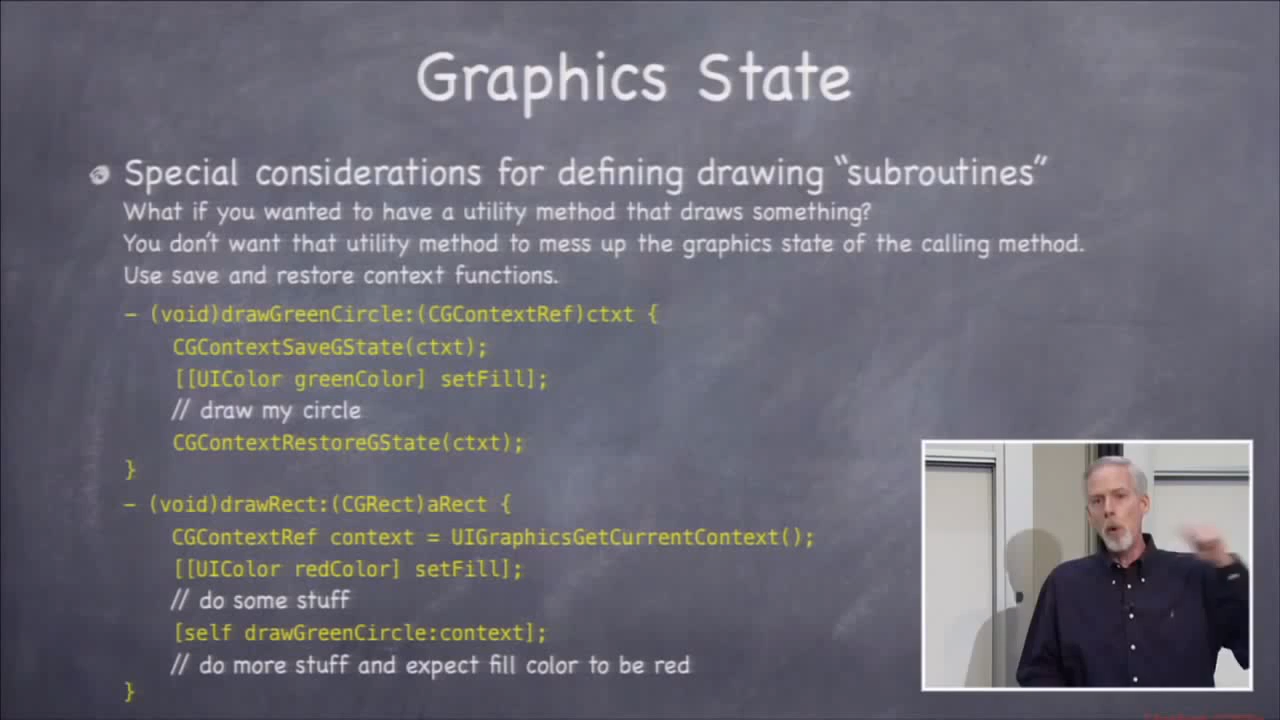 Graphics State
Special considerations for defining drawing “subroutines”
What if you wanted to have a utility method that draws something?
You don’t want that utility method to mess up the graphics state of the calling method.
Use save and restore context functions.
- (void)drawGreenCircle:(CGContextRef)ctxt {
CGContextSaveGState(ctxt);
[[UIColor greenColor] setFill];
// draw my circle
CGContextRestoreGState(ctxt);
}
- (void)drawRect:(CGRect)aRect {
CGContextRef context = UIGraphicsGetCurrentContext();
[[UIColor redColor] setFill];
// do some stuff
[self drawGreenCircle:context];
// do more stuff and expect fill color to be red
}